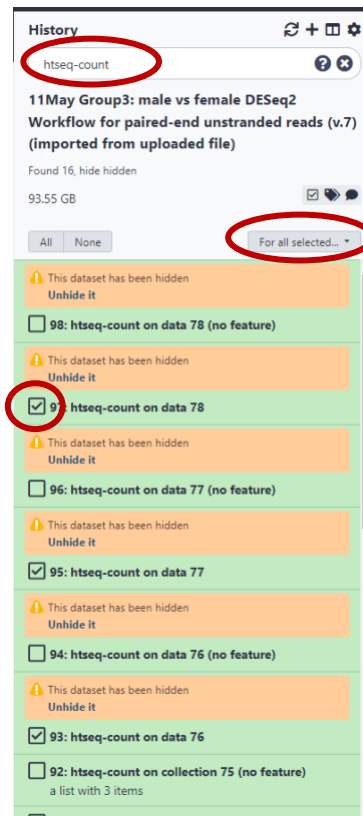 History
htseq-count
11May Group3: male vs female DESeq2
Workflow for paired-end unstranded reads (v.7)
(imported from uploaded file)
Found 16, hide hidden
93.55 GB
All None For all selected...
This dataset has been hidden
Unhide it
98: htseq-count on data 78 (no feature)
This dataset has been hidden
Unhide it
97: htseq-count on data 78
This dataset has been hidden
Unhide it
96: htseq-count on data 77 (no feature)
This dataset has been hidden
Unhide it
95: htseq-count on data 77
This dataset has been hidden
Unhide it
94: htseq-count on data 76 (no feature)
This dataset has been hidden
Unhide it
93: htseq-count on data 76
92: htseq-count on collection 75 (no feature)
a list with 3 items